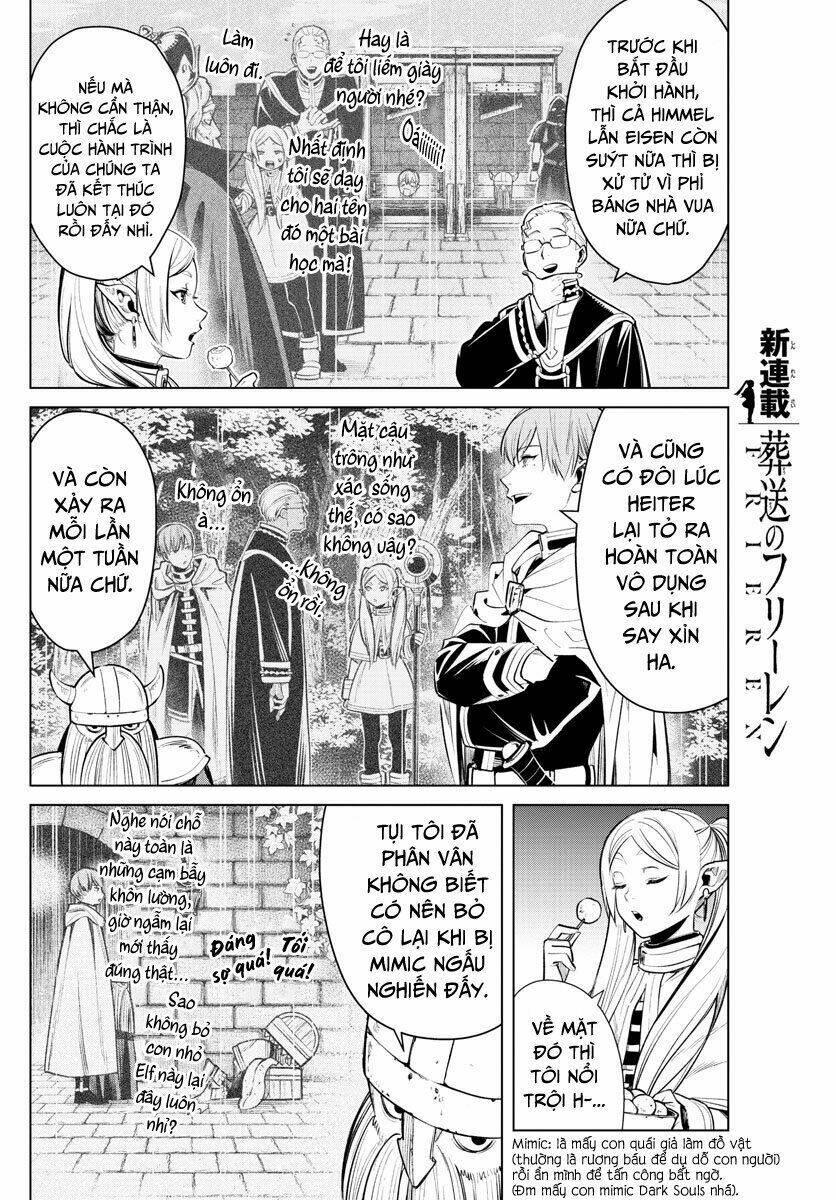 TRƯỚC KHI
BẮT ĐẦU
KHỞI HÀNH,
THÌ CẢ HIMMEL
LẪN EISEN CÒN
SUÝT NỮA THÌ BỊ
XỬ TỬ VÌ PHỈ
BÁNG NHÀ VUA
NỮA CHỨ.
Oáiiiiiii!
Hay là
để tôi liếm giày
người nhé?
Nhất định
tôi sẽ dạy
cho hai tên
đó một bài
học mà!
Làm
luôn đi.
NẾU MÀ
KHÔNG CẨN THẬN,
THÌ CHẮC LÀ
CUỘC HÀNH TRÌNH
CỦA CHÚNG TA
ĐÃ KẾT THÚC
LUÔN TẠI ĐÓ
RỒI ĐẤY NHỈ.
新連載
葬送のフリーレン
FRIEREN
VÀ CŨNG
CÓ ĐÔI LÚC
HEITER
LẠI TỎ RA
HOÀN TOÀN
VÔ DỤNG
SAU KHI
SAY XỈN
HA.
Mặt cậu
trông như
xác sống
thế, có sao
không vậy?
...Không
ổn rồi.
Không ổn
à...
VÀ CÒN
XẢY RA
MỖI LẦN
MỘT TUẦN
NỮA CHỨ.
VỀ MẶT
ĐÓ THÌ
TÔI NỔI
TRỘI H-...
TỤI TÔI ĐÃ
PHÂN VÂN
KHÔNG BIẾT
CÓ NÊN BỎ
CÔ LẠI KHI BỊ
MIMIC NGẤU
NGHIẾN ĐẤY.
Tối
quá!
Đáng
sợ quá!
Nghe nói chỗ
này toàn là
những cạm bẫy
khôn lường,
giờ ngẫm lại
mới thấy
đúng thật...
Sao
không bỏ
con nhỏ
Elf này lại
đây luôn
nhỉ?
Mimic: là mấy con quái giả làm đồ vật
(thường là rương báu để dụ dỗ con người)
rồi ẩn mình để tấn công bất ngờ.
(Đm mấy con mimic Dark Souls nhá).